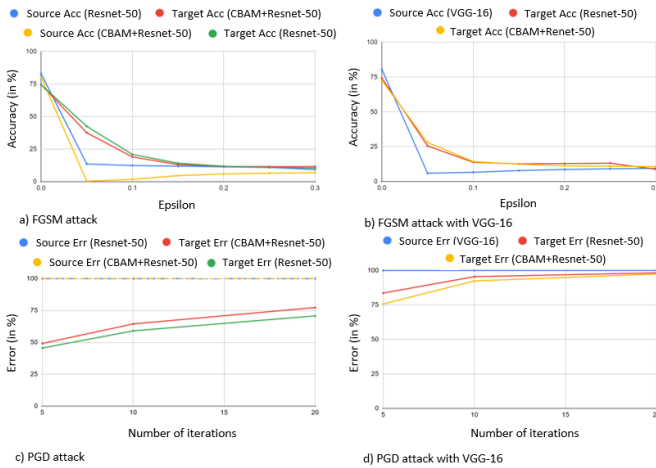 Source Acc (Resnet-50) Target Acc (CBAM+Resnet-50)
Source Acc (CBAM+Resnet-50) Target Acc (Resnet-50)
100
75
50
25
0
Accuracy (in %)
0.0 0.1 0.2 0.3
Epsilon
a) FGSM attack
Source Acc (VGG-16) Target Acc (Resnet-50)
Target Acc (CBAM+Renet-50)
100
75
50
25
0
Accuracy (in %)
0.0 0.1 0.2
Epsilon
b) FGSM attack with VGG-16
Source Err (Resnet-50) Target Err (CBAM+Resnet-50)
Source Err (CBAM+Resnet-50) Target Err (Resnet-50)
100
75
50
25
0
Error (in %)
5 10 15 20
Number of iterations
c) PGD attack
Source Err (VGG-16) Target Err (Resnet-50)
Target Err (CBAM+Resnet-50)
100
75
50
25
0
Error (in %)
5 10 15
Number of iterations
d) PGD attack with VGG-16